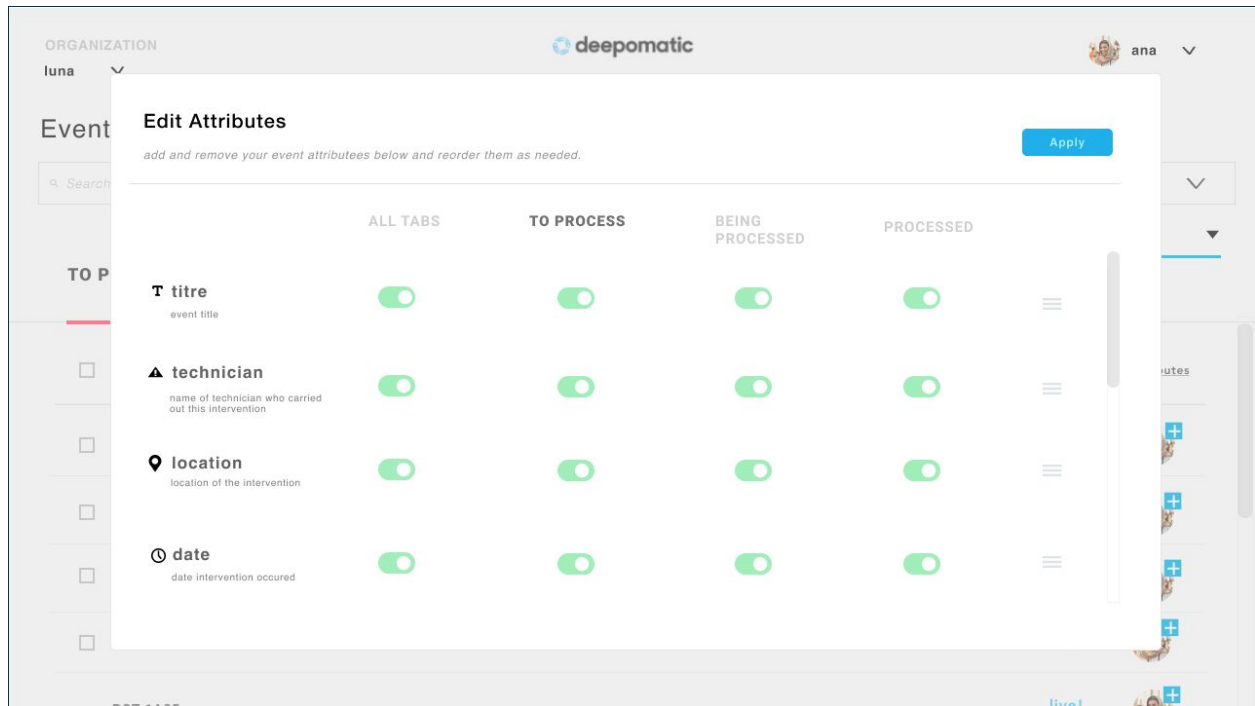 ORGANIZATION
deepomatic
ana
luna
Event
Edit Attributes
add and remove your event attributees below and reorder them as needed.
Apply
Search
ALL TABS
TO PROCESS
BEING
PROCESSED
PROCESSED
TO P
titre
event title
technician
name of technician who carried
out this intervention
utes
location
location of the intervention
date
date intervention occured
live!